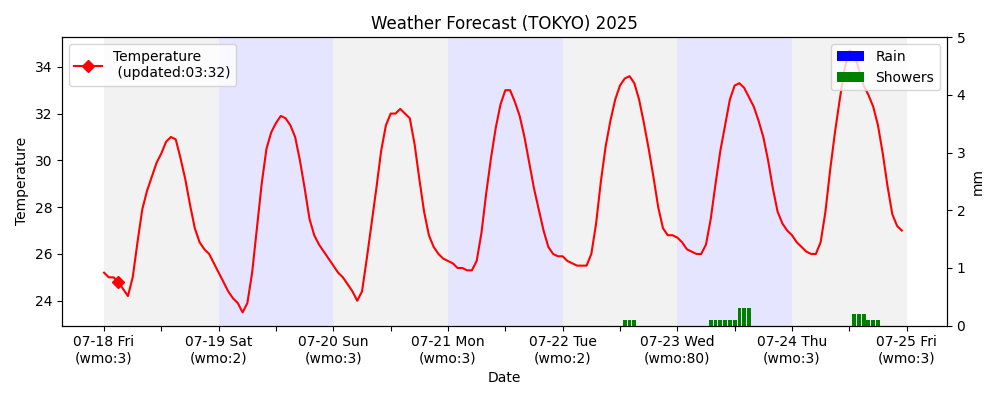 Weather Forecast (TOKYO) 2025
Temperature
(updated:03:32)
Rain
Showers
Temperature
34
32
30
28
26
24
5
4
3
2
1
0
mm
07-18 Fri
(wmo:3)
07-19 Sat
(wmo:2)
07-20 Sun
(wmo:3)
07-21 Mon
(wmo:3)
07-22 Tue
(wmo:2)
07-23 Wed
(wmo:80)
07-24 Thu
(wmo:3)
07-25 Fri
(wmo:3)
Date